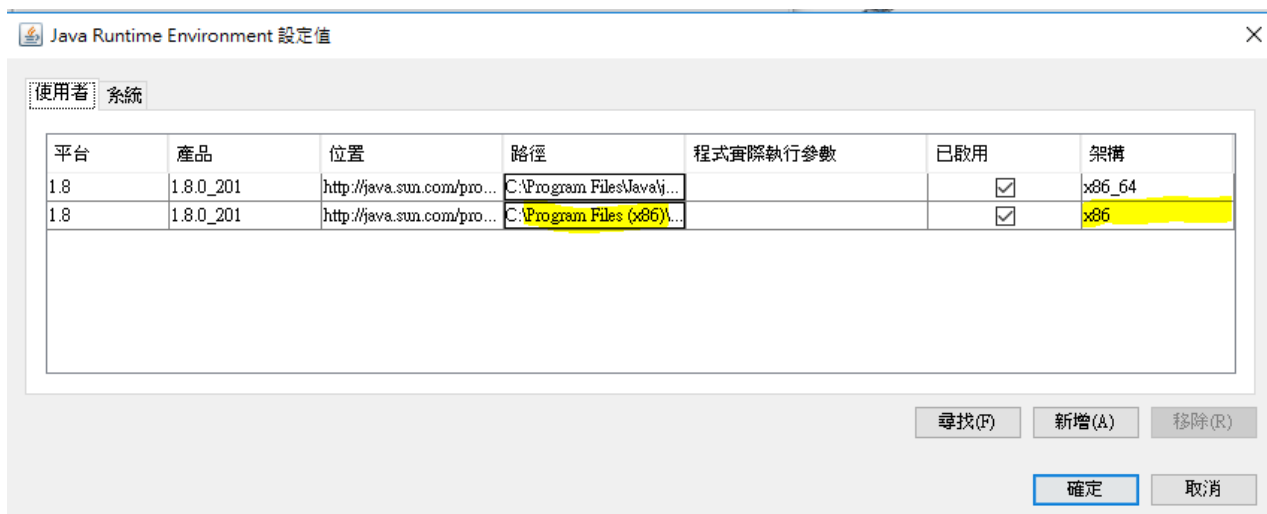 Java Runtime Environment 設定值
使用者 系統
平台 產品 位置 路徑 程式實際執行參數 已啟用 架構
1.8 1.8.0_201 http://java.sun.com/pro... C:\Program Files\Java\j... x86_64
1.8 1.8.0_201 http://java.sun.com/pro... C:\Program Files (x86)\... x86
尋找(F) 新增(A) 移除(R)
確定 取消